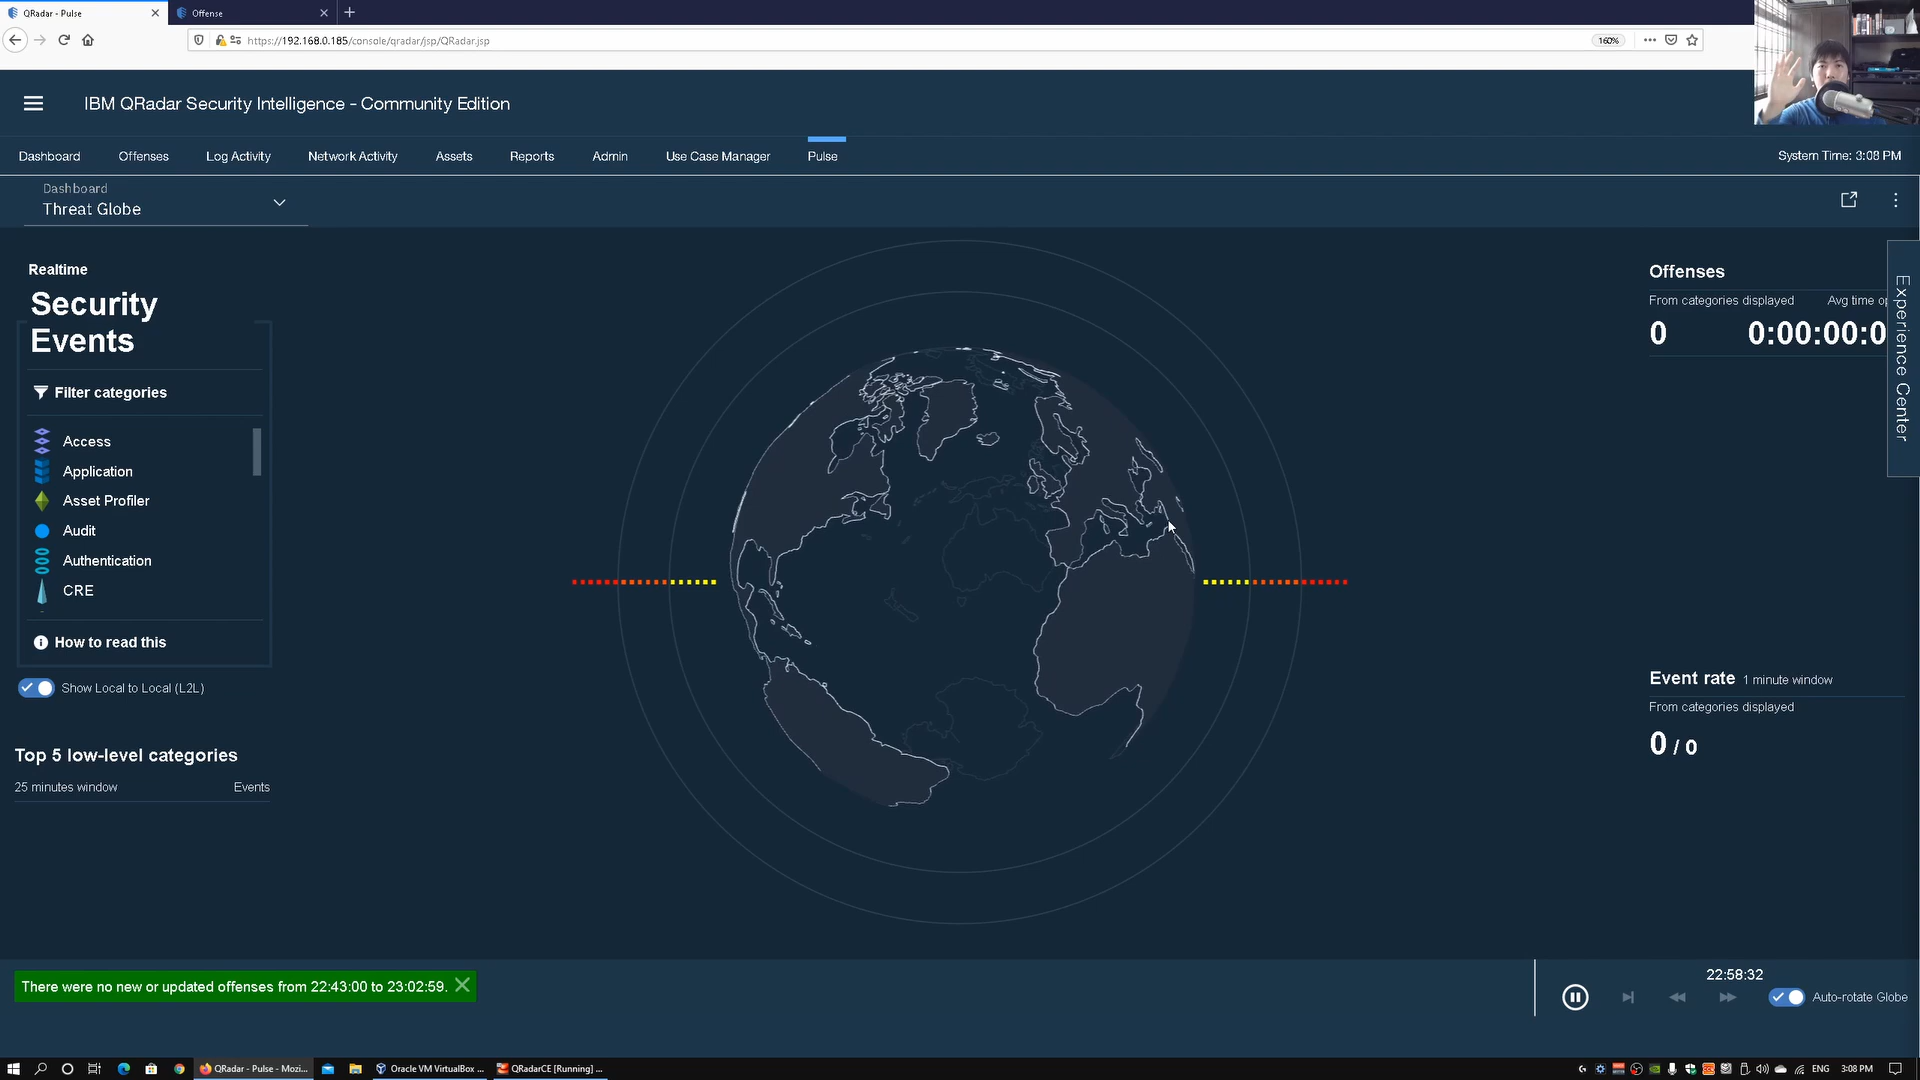 QRadar - Pulse
Offense
https://192.168.0.185/console/qradar/jsp/QRadar.jsp
160%
IBM QRadar Security Intelligence - Community Edition
Dashboard
Offenses
Log Activity
Network Activity
Assets
Reports
Admin
Use Case Manager
Pulse
System Time: 3:08 PM
Dashboard
Threat Globe
Realtime
Security
Events
Filter categories
Access
Application
Asset Profiler
Audit
Authentication
CRE
How to read this
Show Local to Local (L2L)
Top 5 low-level categories
25 minutes window
Events
Offenses
From categories displayed
Avg time op
0
0:00:00:0
Experience Center
Event rate 1 minute window
From categories displayed
0 / 0
There were no new or updated offenses from 22:43:00 to 23:02:59.
22:58:32
Auto-rotate Globe
QRadar - Pulse - Mozi...
Oracle VM VirtualBox ...
QRadarCE [Running] ...
ENG
3:08 PM